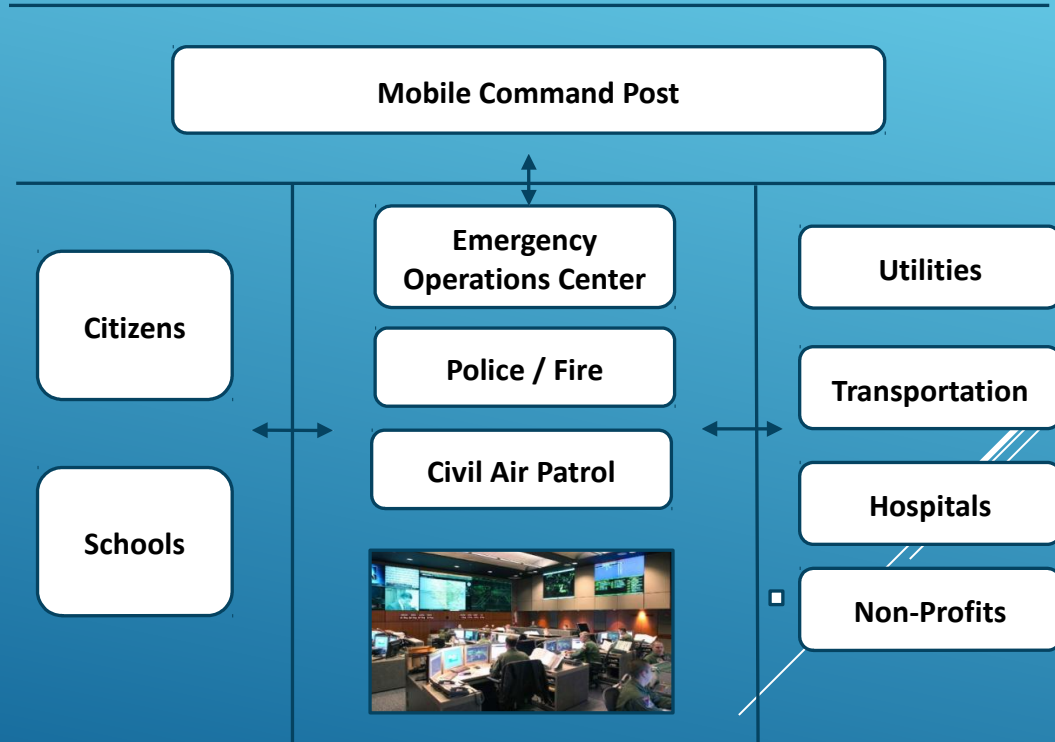 Mobile Command Post
Emergency
Operations Center
Police / Fire
Civil Air Patrol
Citizens
Schools
Utilities
Transportation
Hospitals
Non-Profits